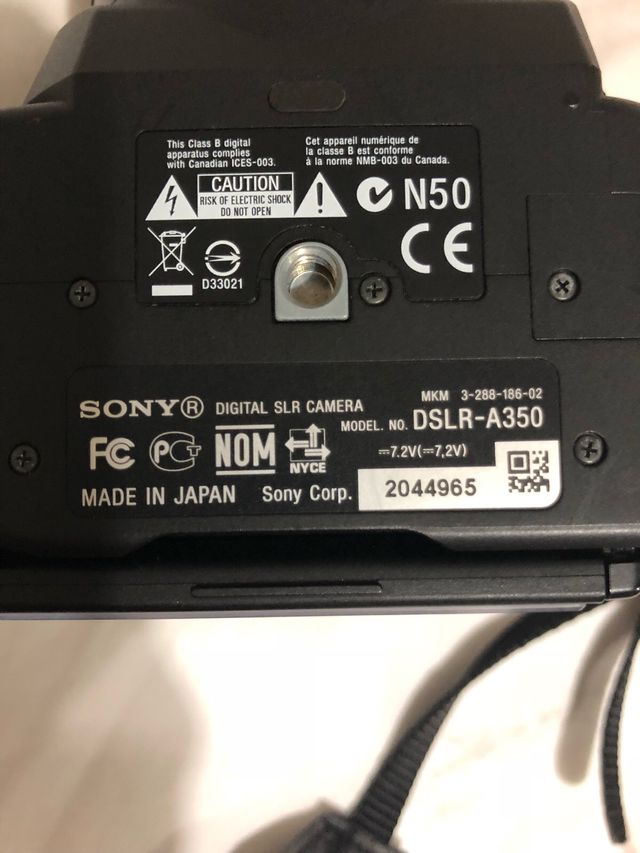 This Class B digital
apparatus complies
with Canadian ICES-003.
Cet appareil numérique de
la classe B est conforme
à la norme NMB-003 du Canada.
CAUTION
RISK OF ELECTRIC SHOCK
DO NOT OPEN
N50
D33021
CE
MKM 3-288-186-02
SONY® DIGITAL SLR CAMERA
MODEL NO. DSLR-A350
7.2V(7,2V)
FC
PCT
NOM
NYCE
MADE IN JAPAN Sony Corp. 2044965